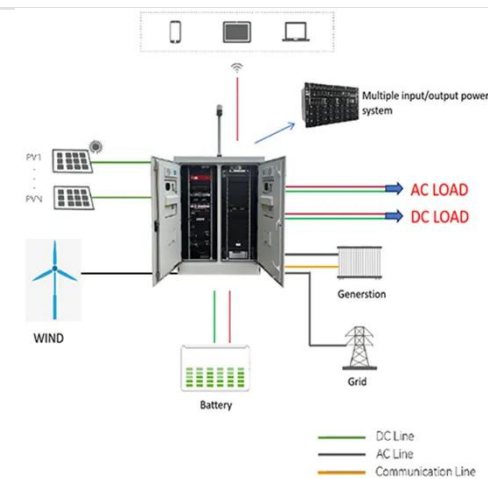 Multiple input/output power
system
PV1
PVN
AC LOAD
DC LOAD
WIND
Generstion
Grid
Battery
DC Line
AC Line
Communication Line